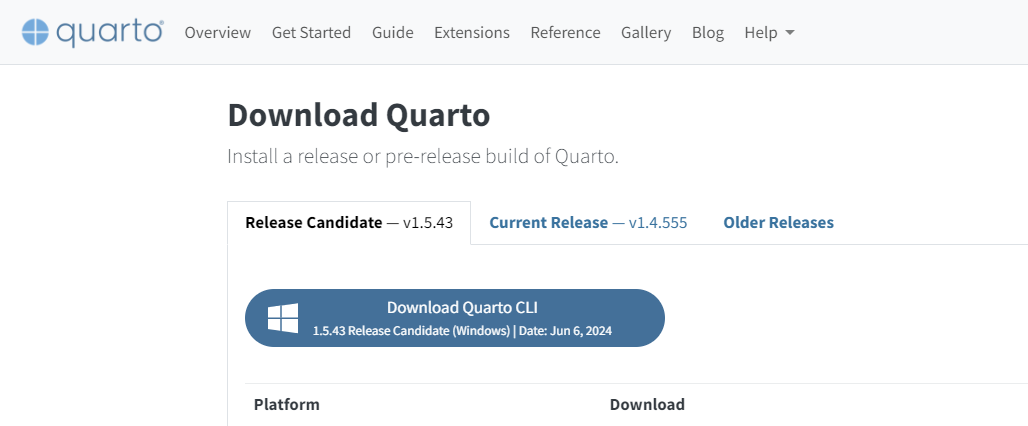 quarto® Overview Get Started Guide Extensions Reference Gallery Blog Help
Download Quarto
Install a release or pre-release build of Quarto.
Release Candidate — v1.5.43 Current Release — v1.4.555 Older Releases
Download Quarto CLI
1.5.43 Release Candidate (Windows) | Date: Jun 6, 2024
Platform Download